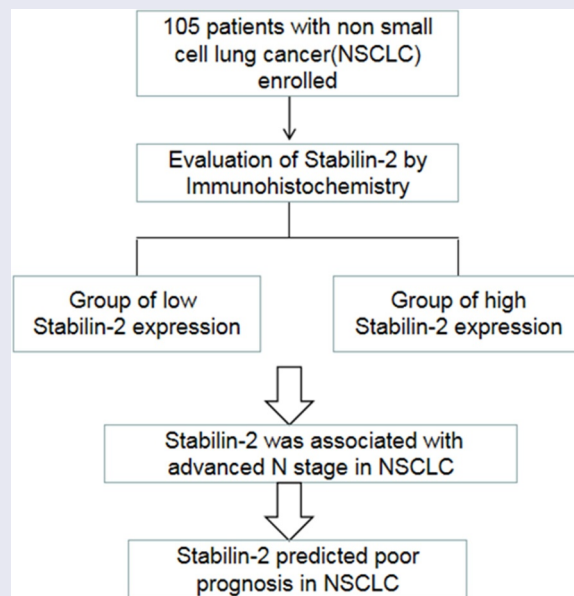 105 patients with non small
cell lung cancer(NSCLC)
enrolled
Evaluation of Stabilin-2 by
Immunohistochemistry
Group of low
Stabilin-2 expression
Group of high
Stabilin-2 expression
Stabilin-2 was associated with
advanced N stage in NSCLC
Stabilin-2 predicted poor
prognosis in NSCLC